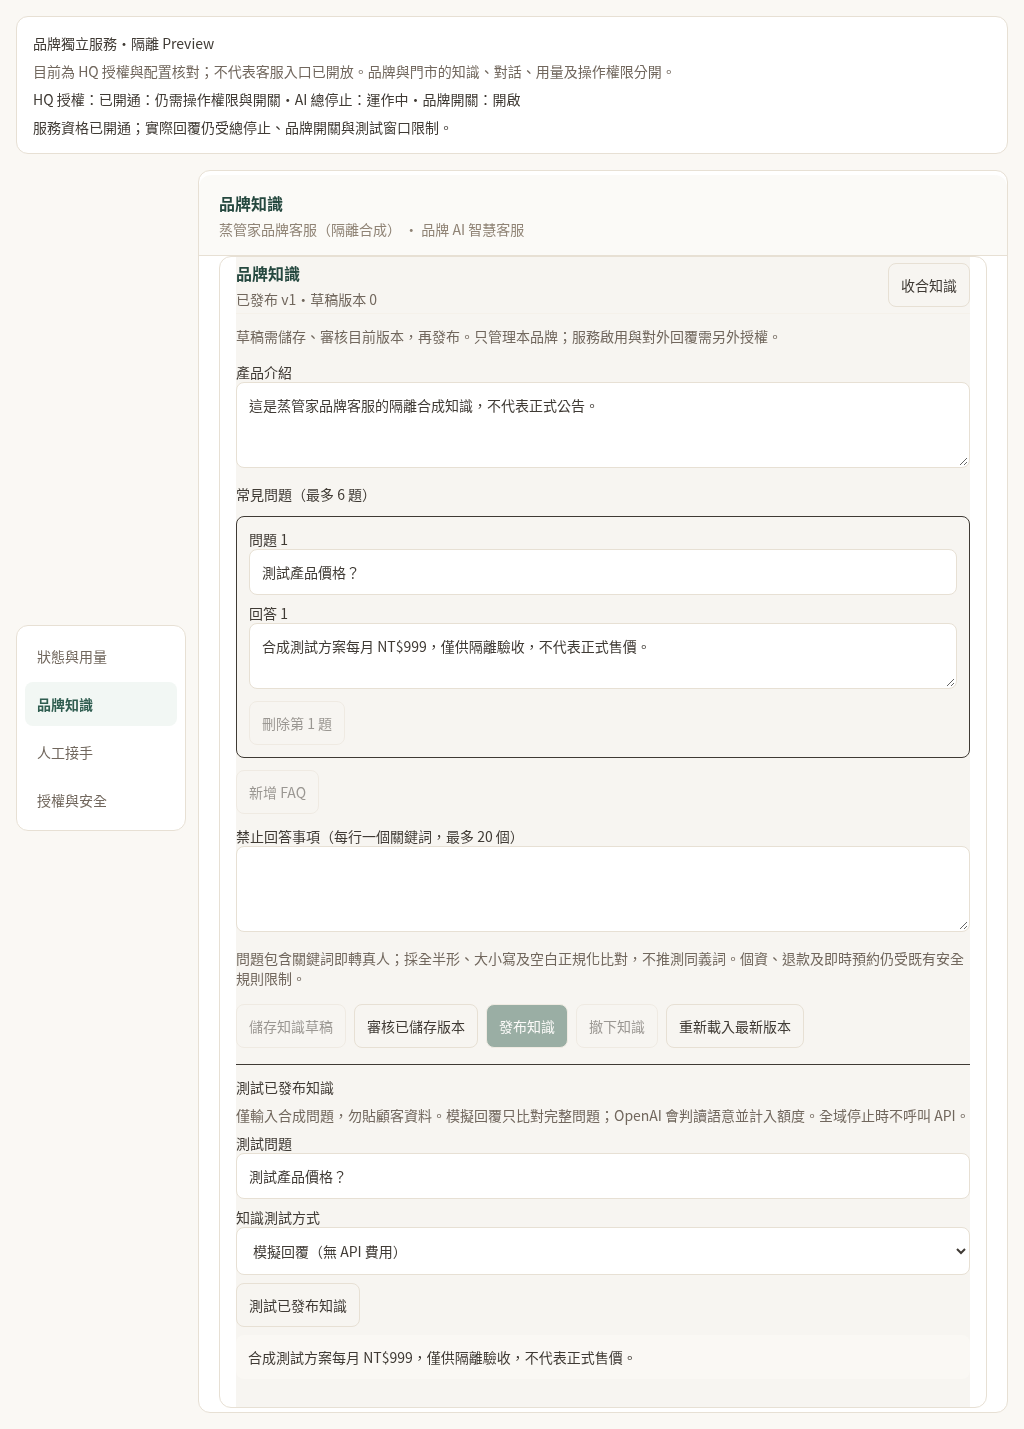 品牌獨立服務・隔離 Preview
目前為 HQ 授權與配置核對；不代表客服入口已開放。品牌與門市的知識、對話、用量及操作權限分開。
HQ 授權：已開通：仍需操作權限與開關・AI 總停止：運作中・品牌開關：開啟
服務資格已開通；實際回覆仍受總停止、品牌開關與測試窗口限制。
狀態與用量
品牌知識
人工接手
授權與安全
品牌知識
蒸管家品牌客服（隔離合成） ・ 品牌 AI 智慧客服
品牌知識
已發布 v1・草稿版本 0
收合知識
草稿需儲存、審核目前版本，再發布。只管理本品牌；服務啟用與對外回覆需另外授權。
產品介紹
這是蒸管家品牌客服的隔離合成知識，不代表正式公告。
常見問題（最多 6 題）
問題 1
測試產品價格？
回答 1
合成測試方案每月 NT$999，僅供隔離驗收，不代表正式售價。
刪除第 1 題
新增 FAQ
禁止回答事項（每行一個關鍵詞，最多 20 個）
問題包含關鍵詞即轉真人；採全半形、大小寫及空白正規化比對，不推測同義詞。個資、退款及即時預約仍受既有安全
規則限制。
儲存知識草稿
審核已儲存版本
發布知識
撤下知識
重新載入最新版本
測試已發布知識
僅輸入合成問題，勿貼顧客資料。模擬回覆只比對完整問題；OpenAI 會判讀語意並計入額度。全域停止時不呼叫 API。
測試問題
測試產品價格？
知識測試方式
模擬回覆（無 API 費用）
測試已發布知識
合成測試方案每月 NT$999，僅供隔離驗收，不代表正式售價。